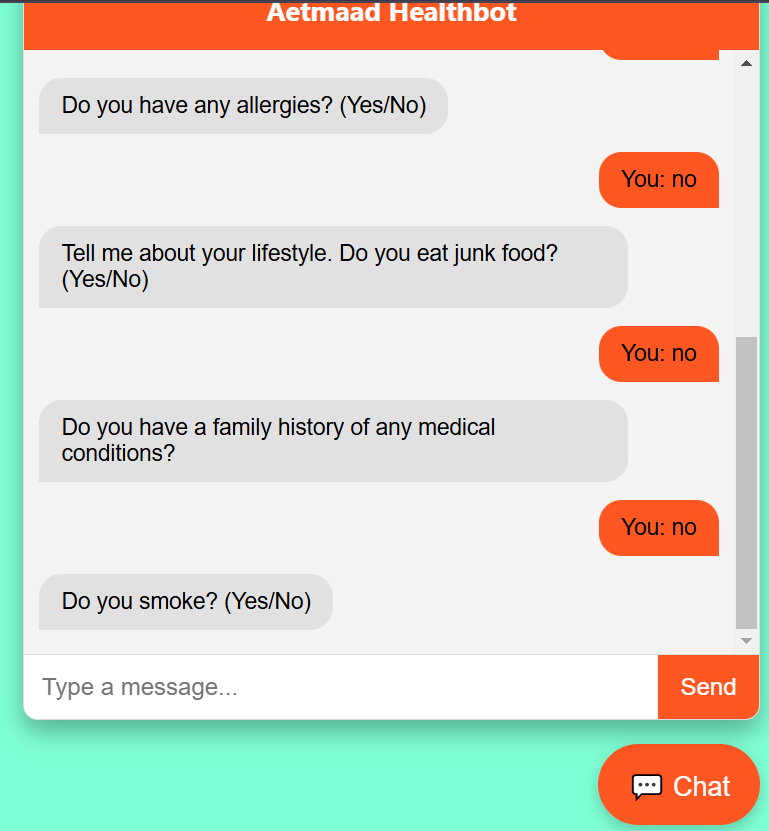 Aetmaad Healthbot
Do you have any allergies? (Yes/No)
You: no
Tell me about your lifestyle. Do you eat junk food?
(Yes/No)
You: no
Do you have a family history of any medical
conditions?
You: no
Do you smoke? (Yes/No)
Type a message...
Send
Chat